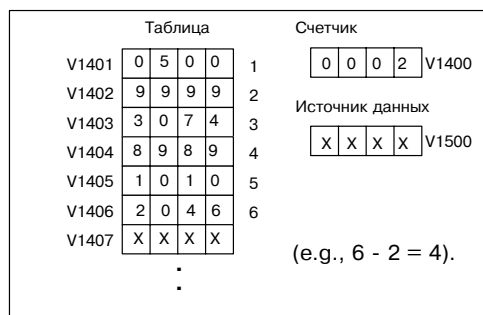 Таблица Счетчик
V1401 0 5 0 0 1 0 0 0 2 V1400
V1402 9 9 9 9 2
Источник данных
V1403 3 0 7 4 3
X X X X V1500
V1404 8 9 8 9 4
V1405 1 0 1 0 5
V1406 2 0 4 6 6
V1407 X X X X
(e.g., 6 - 2 = 4).